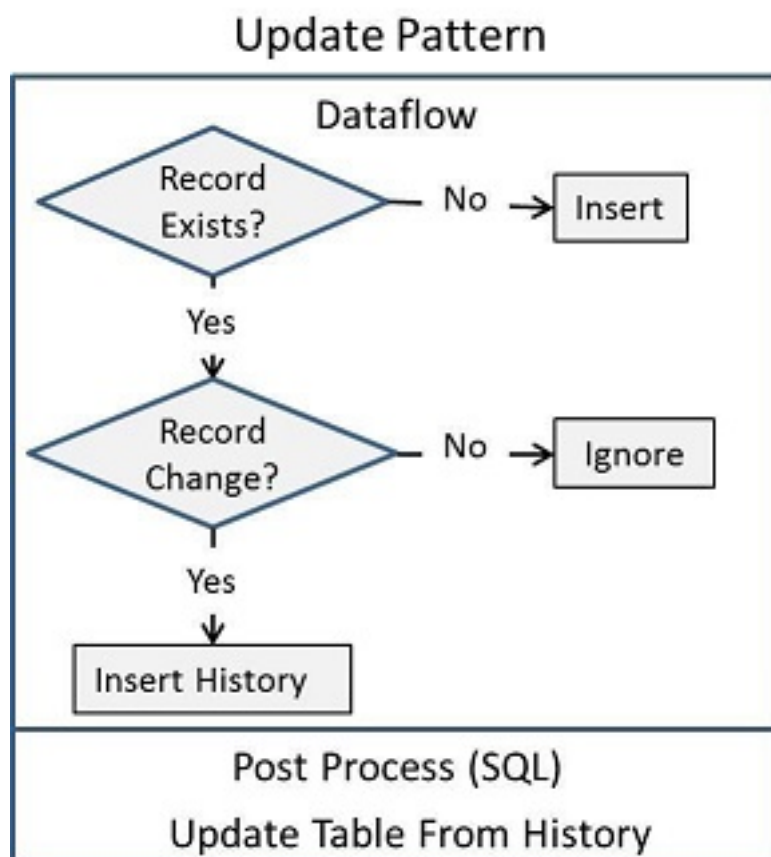 Update Pattern
Dataflow
Record
Exists?
No
Insert
Yes
Record
Change?
No
Ignore
Yes
Insert History
Post Process (SQL)
Update Table From History